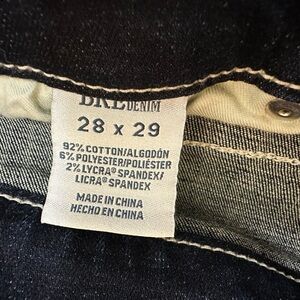 BKE DENIM
28 x 29
92% COTTON/ALGODÓN
6% POLYESTER/POLIÉSTER
2% LYCRA® SPANDEX/
LICRA® SPANDEX
MADE IN CHINA
HECHO EN CHINA